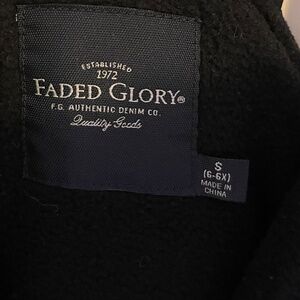 ESTABLISHED
1972
FADED GLORY®
F.G. AUTHENTIC DENIM CO.
Quality Goods
S
(6-6X)
MADE IN
CHINA